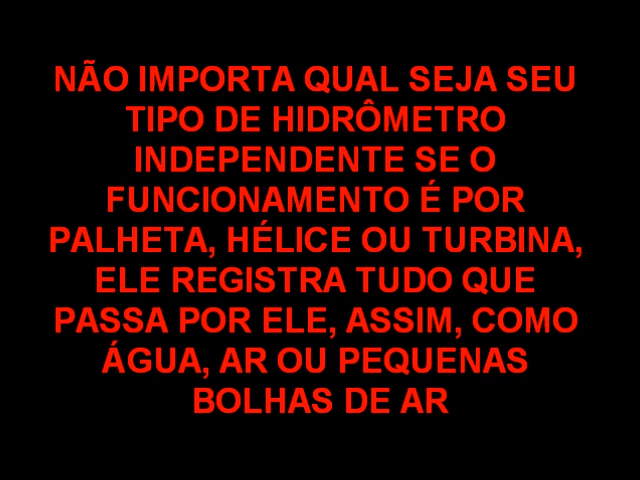 NÃO IMPORTA QUAL SEJA SEU
TIPO DE HIDRÔMETRO
INDEPENDENTE SE O
FUNCIONAMENTO É POR
PALHETA, HÉLICE OU TURBINA,
ELE REGISTRA TUDO QUE
PASSA POR ELE, ASSIM, COMO
ÁGUA, AR OU PEQUENAS
BOLHAS DE AR